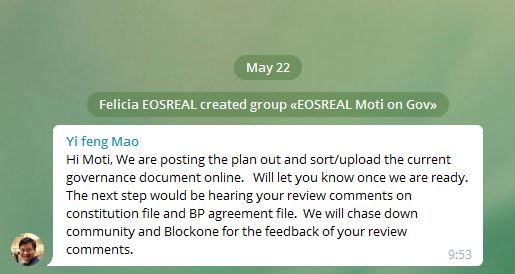 May 22
Felicia EOSREAL created group «EOSREAL Moti on Gov»
Yi feng Mao
Hi Moti, We are posting the plan out and sort/upload the current
governance document online.   Will let you know once we are ready.
The next step would be hearing your review comments on
constitution file and BP agreement file.  We will chase down
community and Blockone for the feedback of your review
comments.
9:53